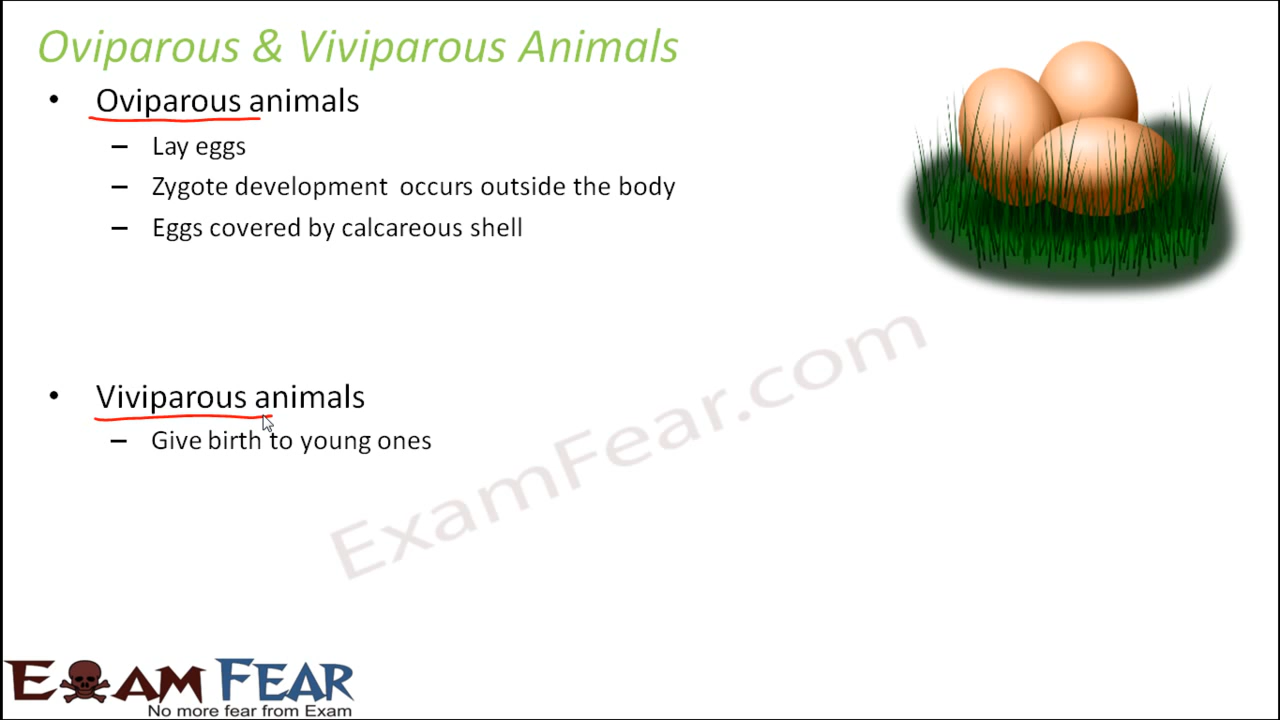 Oviparous & Viviparous Animals
• Oviparous animals
– Lay eggs
– Zygote development occurs outside the body
– Eggs covered by calcareous shell
• Viviparous animals
– Give birth to young ones
ExamFear.com
EXAM FEAR
No more fear from Exam